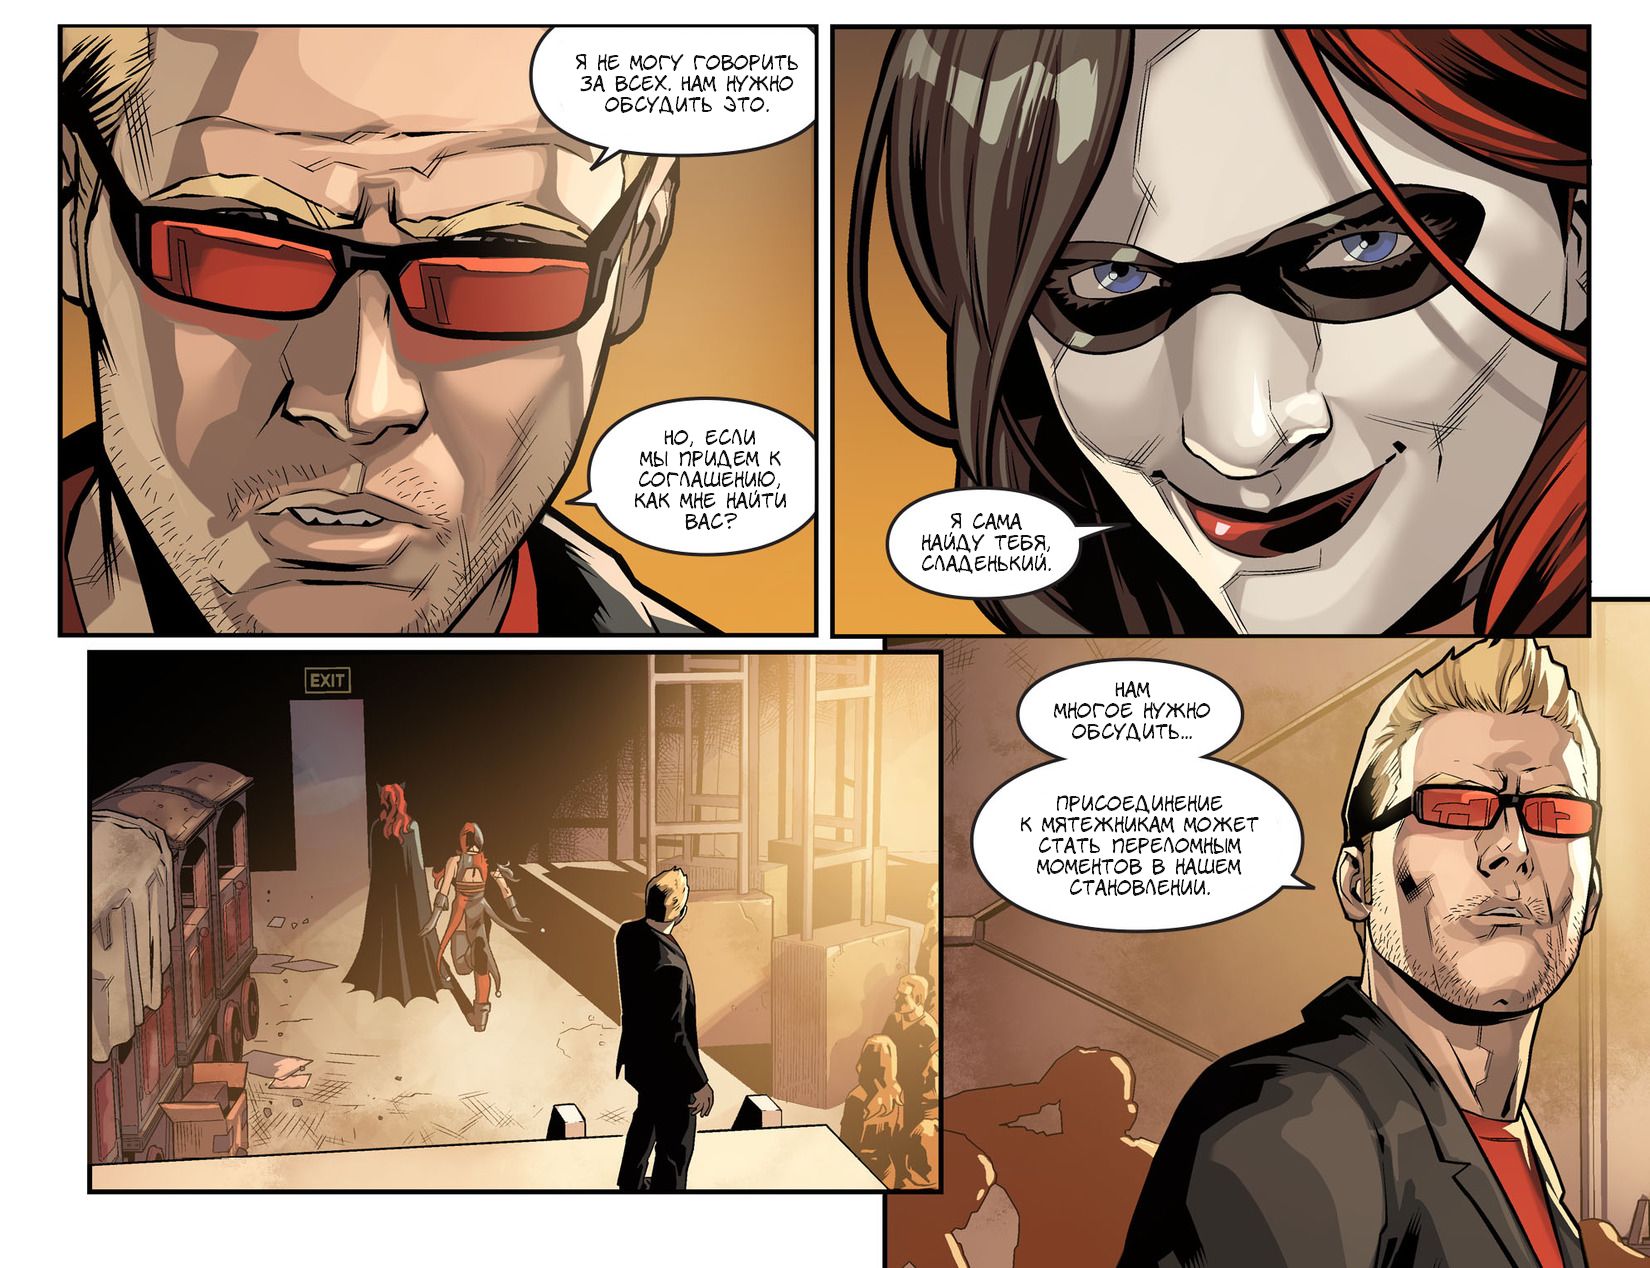 Я НЕ МОГУ ГОВОРИТЬ
ЗА ВСЕХ. НАМ НУЖНО
ОБСУДИТЬ ЭТО.
НО, ЕСЛИ
МЫ ПРИДЕМ К
СОГЛАШЕНИЮ,
КАК МНЕ НАЙТИ
ВАС?
Я САМА
НАЙДУ ТЕБЯ,
СЛАДЕНЬКИЙ.
EXIT
НАМ
МНОГОЕ НУЖНО
ОБСУДИТЬ...
ПРИСОЕДИНЕНИЕ
К МЯТЕЖНИКАМ МОЖЕТ
СТАТЬ ПЕРЕЛОМНЫМ
МОМЕНТОВ В НАШЕМ
СТАНОВЛЕНИИ.